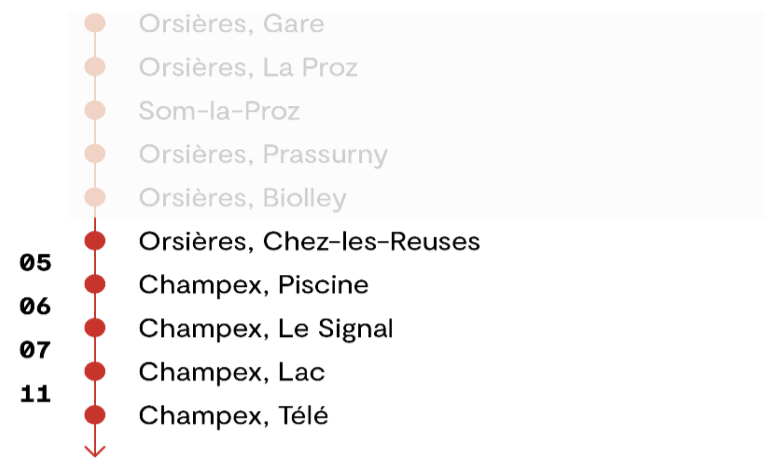 Orsières, Gare
Orsières, La Proz
Som-la-Proz
Orsières, Prassurny
Orsières, Biolley
Orsières, Chez-les-Reuses
05
Champex, Piscine
06
Champex, Le Signal
07
Champex, Lac
11
Champex, Télé